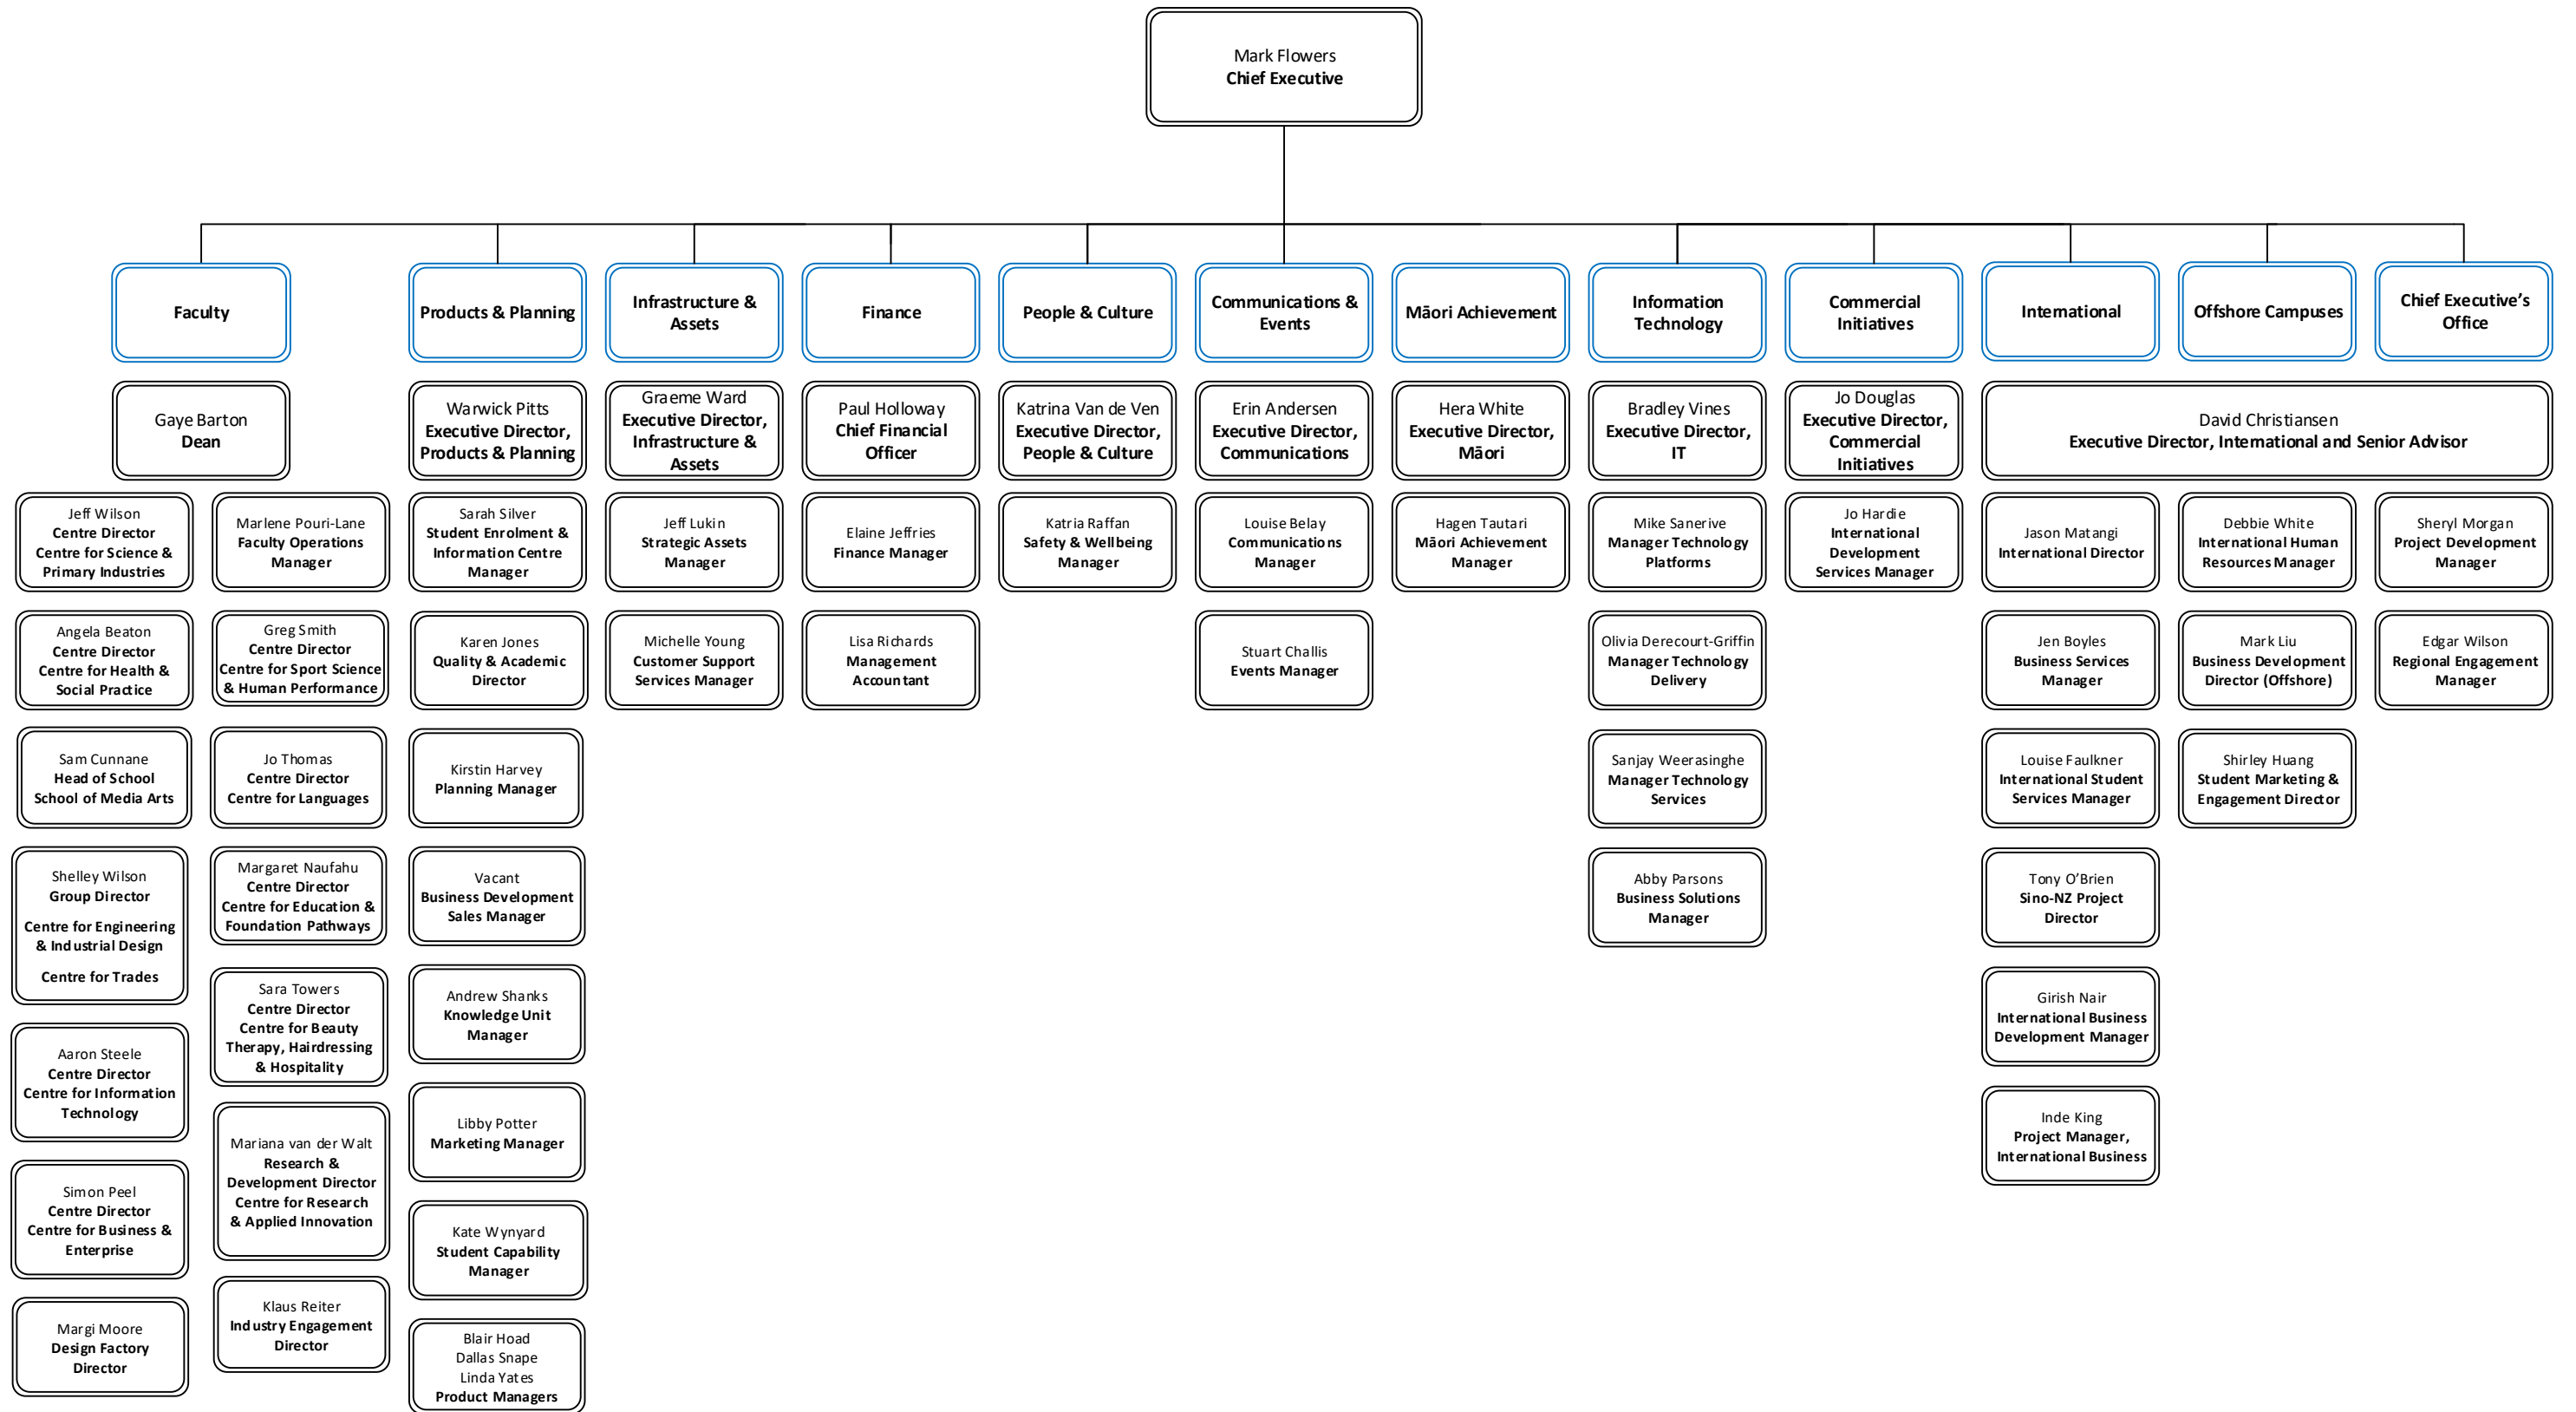 Mark Flowers
Chief Executive
Faculty
Products & Planning
Infrastructure &
Assets
Finance
People & Culture
Communications &
Events
Māori Achievement
Information
Technology
Commercial
Initiatives
International
Offshore Campuses
Chief Executive’s
Office
Gaye Barton
Dean
Warwick Pitts
Executive Director,
Products & Planning
Graeme Ward
Executive Director,
Infrastructure &
Assets
Paul Holloway
Chief Financial
Officer
Katrina Van de Ven
Executive Director,
People & Culture
Erin Andersen
Executive Director,
Communications
Hera White
Executive Director,
Māori
Bradley Vines
Executive Director,
IT
Jo Douglas
Executive Director,
Commercial
Initiatives
David Christiansen
Executive Director, International and Senior Advisor
Jeff Wilson
Centre Director
Centre for Science &
Primary Industries
Marlene Pouri-Lane
Faculty Operations
Manager
Sarah Silver
Student Enrolment &
Information Centre
Manager
Jeff Lukin
Strategic Assets
Manager
Elaine Jeffries
Finance Manager
Katria Raffan
Safety & Wellbeing
Manager
Louise Belay
Communications
Manager
Hagen Tautari
Māori Achievement
Manager
Mike Sanerive
Manager Technology
Platforms
Jo Hardie
International
Development
Services Manager
Jason Matangi
International Director
Debbie White
International Human
Resources Manager
Sheryl Morgan
Project Development
Manager
Angela Beaton
Centre Director
Centre for Health &
Social Practice
Greg Smith
Centre Director
Centre for Sport Science
& Human Performance
Karen Jones
Quality & Academic
Director
Michelle Young
Customer Support
Services Manager
Lisa Richards
Management
Accountant
Stuart Challis
Events Manager
Olivia Derecourt-Griffin
Manager Technology
Delivery
Jen Boyles
Business Services
Manager
Mark Liu
Business Development
Director (Offshore)
Edgar Wilson
Regional Engagement
Manager
Sam Cunnane
Head of School
School of Media Arts
Jo Thomas
Centre Director
Centre for Languages
Kirstin Harvey
Planning Manager
Sanjay Weerasinghe
Manager Technology
Services
Louise Faulkner
International Student
Services Manager
Shirley Huang
Student Marketing &
Engagement Director
Shelley Wilson
Group Director
Centre for Engineering
& Industrial Design
Centre for Trades
Margaret Naufahu
Centre Director
Centre for Education &
Foundation Pathways
Vacant
Business Development
Sales Manager
Abby Parsons
Business Solutions
Manager
Tony O’Brien
Sino-NZ Project
Director
Sara Towers
Centre Director
Centre for Beauty
Therapy, Hairdressing
& Hospitality
Andrew Shanks
Knowledge Unit
Manager
Girish Nair
International Business
Development Manager
Aaron Steele
Centre Director
Centre for Information
Technology
Mariana van der Walt
Research &
Development Director
Centre for Research
& Applied Innovation
Libby Potter
Marketing Manager
Inde King
Project Manager,
International Business
Simon Peel
Centre Director
Centre for Business &
Enterprise
Kate Wynyard
Student Capability
Manager
Klaus Reiter
Industry Engagement
Director
Margi Moore
Design Factory
Director
Blair Hoad
Dallas Snape
Linda Yates
Product Managers